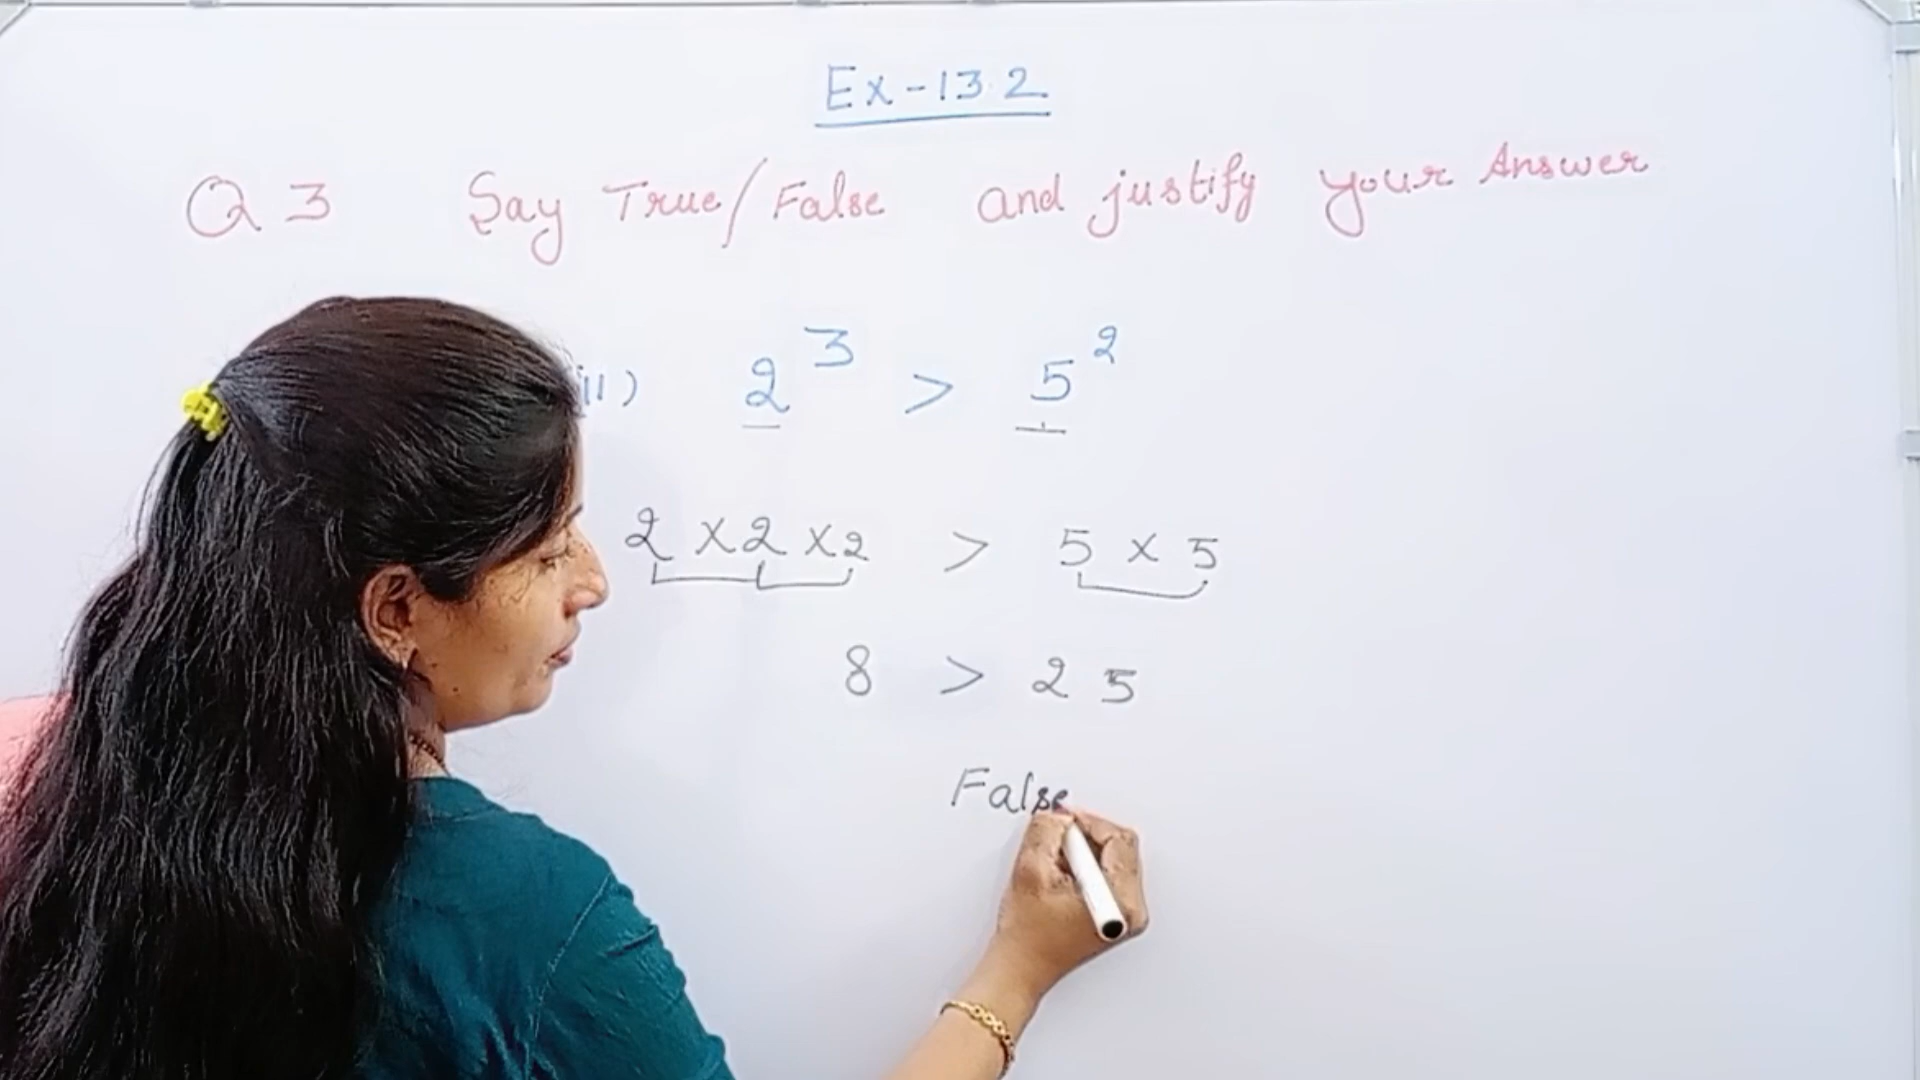 Ex-13.2
Q3 Say True/False and justify your Answer
ii) 2³ > 5²
2 × 2 × 2 > 5 × 5
8 > 25
False